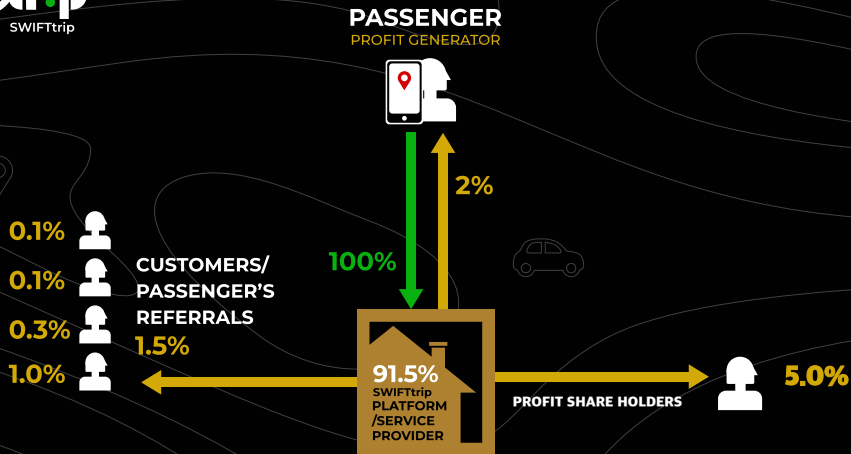 SWIFTtrip
PASSENGER
PROFIT GENERATOR
2%
100%
0.1%
0.1%
0.3%
1.0%
CUSTOMERS/
PASSENGER'S
REFERRALS
1.5%
91.5%
SWIFTtrip
PLATFORM
/SERVICE
PROVIDER
PROFIT SHARE HOLDERS
5.0%